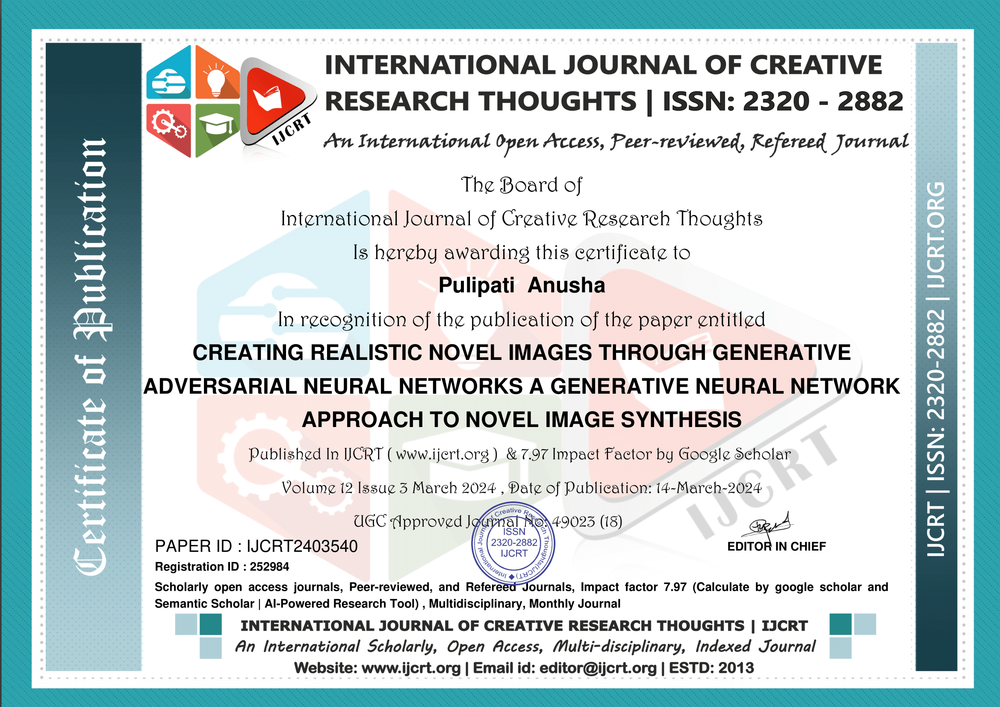 Certificate of Publication
IJCRT
INTERNATIONAL JOURNAL OF CREATIVE
RESEARCH THOUGHTS | ISSN: 2320 - 2882
An International Open Access, Peer-reviewed, Refereed Journal
The Board of
International Journal of Creative Research Thoughts
Is hereby awarding this certificate to
Pulipati Anusha
In recognition of the publication of the paper entitled
CREATING REALISTIC NOVEL IMAGES THROUGH GENERATIVE
ADVERSARIAL NEURAL NETWORKS A GENERATIVE NEURAL NETWORK
APPROACH TO NOVEL IMAGE SYNTHESIS
Published In IJCRT ( www.ijcrt.org ) & 7.97 Impact Factor by Google Scholar
Volume 12 Issue 3 March 2024 , Date of Publication: 14-March-2024
UGC Approved Journal No: 49023 (18)
IJCRT
International Journal of Creative Research Thoughts(IJCRT)
ISSN
2320-2882
IJCRT
PAPER ID : IJCRT2403540
Registration ID : 252984
EDITOR IN CHIEF
Scholarly open access journals, Peer-reviewed, and Refereed Journals, Impact factor 7.97 (Calculate by google scholar and
Semantic Scholar | AI-Powered Research Tool) , Multidisciplinary, Monthly Journal
INTERNATIONAL JOURNAL OF CREATIVE RESEARCH THOUGHTS | IJCRT
An International Scholarly, Open Access, Multi-disciplinary, Indexed Journal
Website: www.ijcrt.org | Email id: editor@ijcrt.org | ESTD: 2013
IJCRT | ISSN: 2320-2882 | IJCRT.ORG